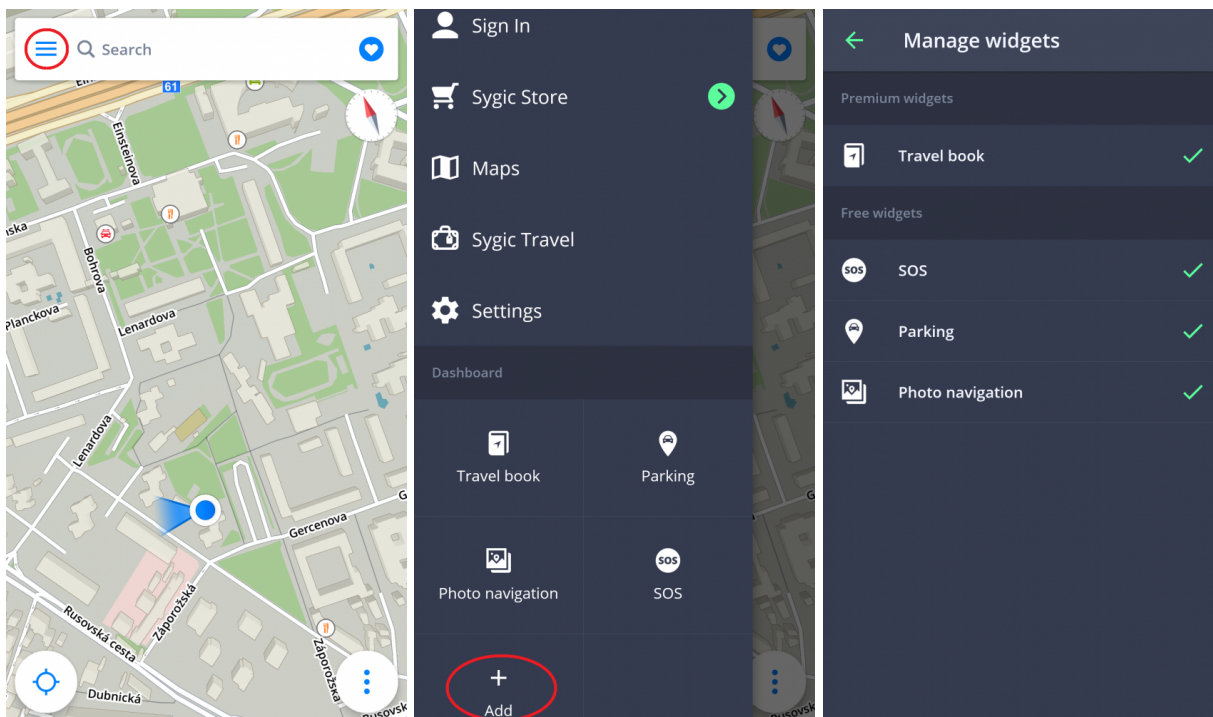 Search
61
Einsteinova
Bohrova
Planckova
Lenardova
Lenardova
Gercenova
Záporožská
Rusovská cesta
Záporožská
Dubnická
Sign In
Sygic Store
Maps
Sygic Travel
Settings
Dashboard
Travel book
Parking
Photo navigation
SOS
SOS
Add
Manage widgets
Premium widgets
Travel book
Free widgets
SOS
SOS
Parking
Photo navigation